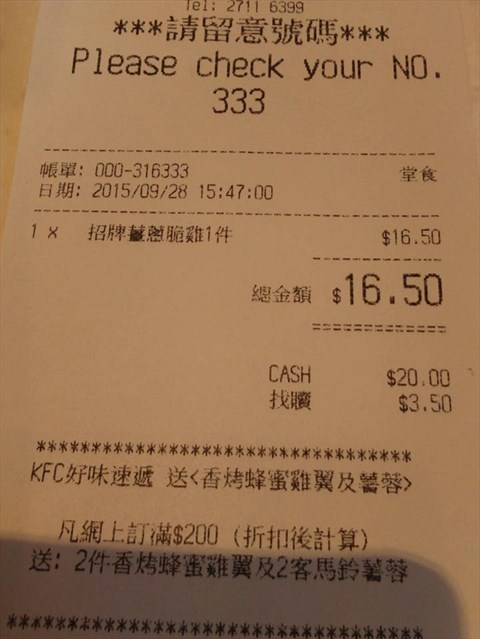 Tel: 2711 6399
***請留意號碼***
Please check your NO.
333
帳單: 000-316333 堂食
日期: 2015/09/28 15:47:00
1 x 招牌薑蔥脆雞1件 $16.50
總金額 $16.50
CASH $20.00
找贖 $3.50
**********************************
KFC好味速遞 送<香烤蜂蜜雞翼及薯蓉>
凡網上訂滿$200 (折扣後計算)
送: 2件香烤蜂蜜雞翼及2客馬鈴薯蓉
**********************************